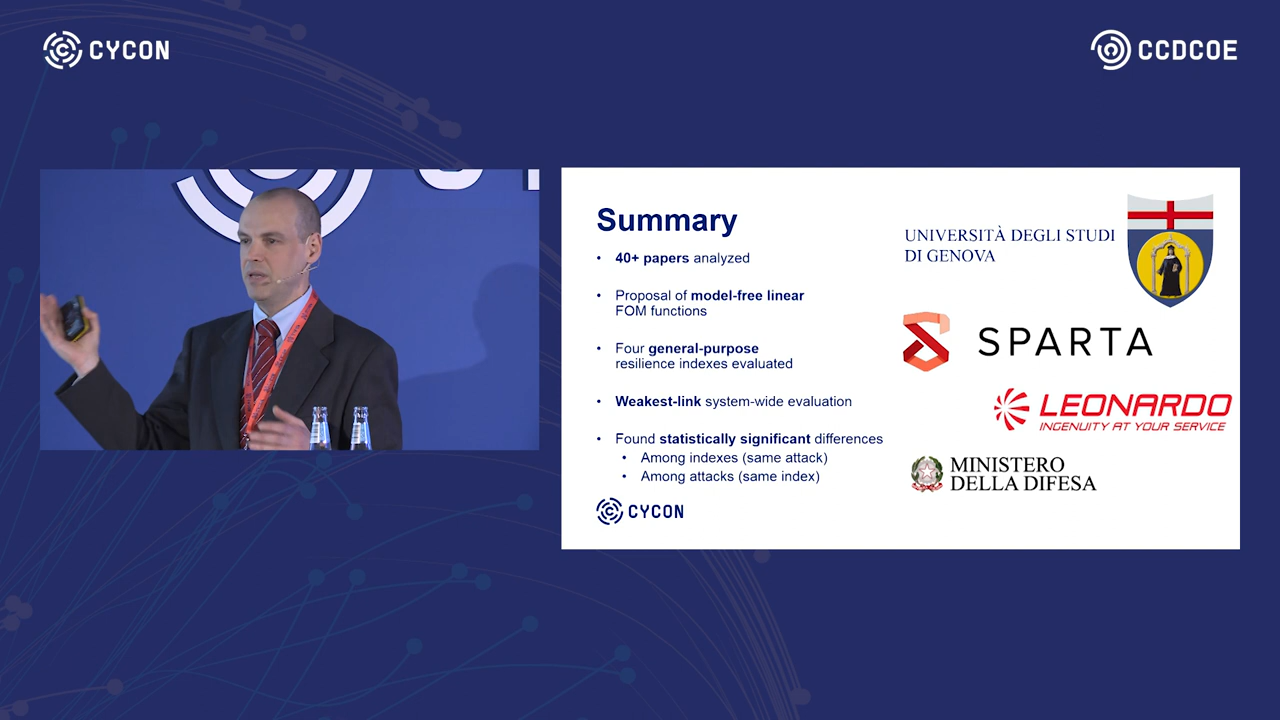 CYCON
CCDCOE
Summary
• 40+ papers analyzed
• Proposal of model-free linear
FOM functions
• Four general-purpose
resilience indexes evaluated
• Weakest-link system-wide evaluation
• Found statistically significant differences
• Among indexes (same attack)
• Among attacks (same index)
CYCON
UNIVERSITÀ DEGLI STUDI
DI GENOVA
SPARTA
LEONARDO
INGENUITY AT YOUR SERVICE
MINISTERO
DELLA DIFESA